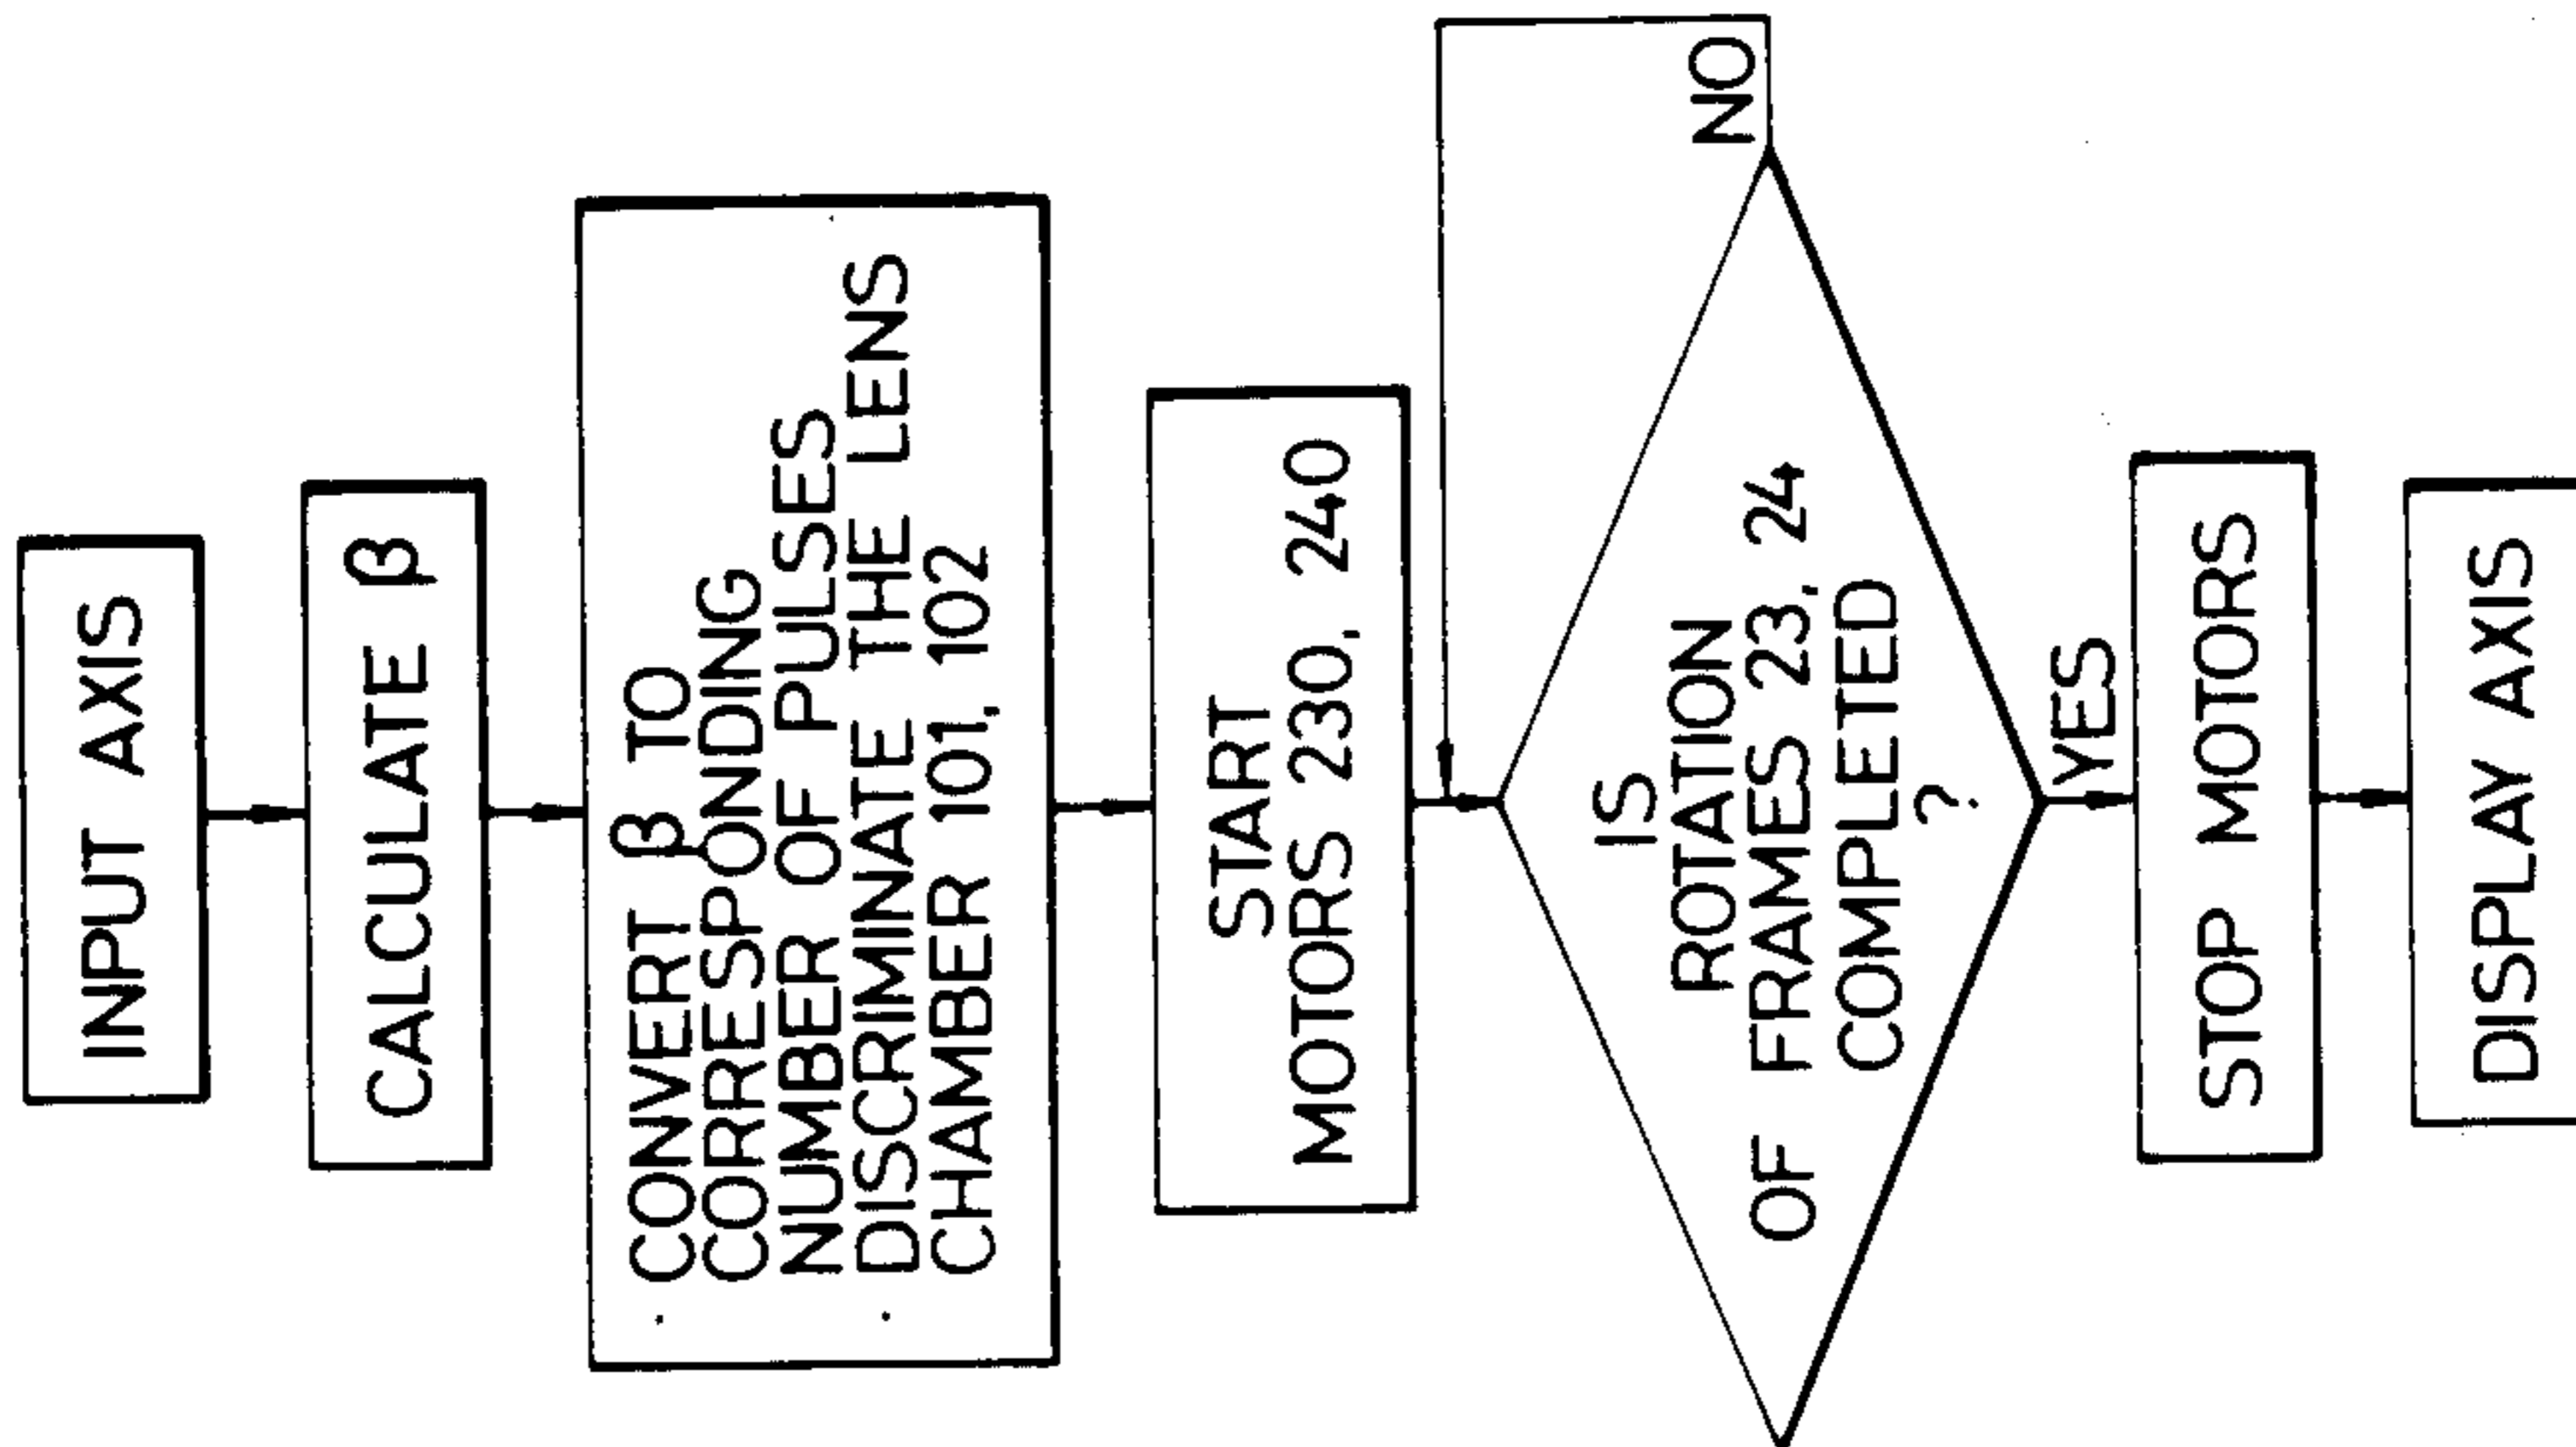 INPUT AXIS
CALCULATE β
CONVERT β TO
CORRESPONDING
NUMBER OF PULSES
DISCRIMINATE THE LENS
CHAMBER 101, 102
START
MOTORS 230, 240
IS
ROTATION
OF FRAMES 23, 24
COMPLETED
?
NO
YES
STOP MOTORS
DISPLAY AXIS